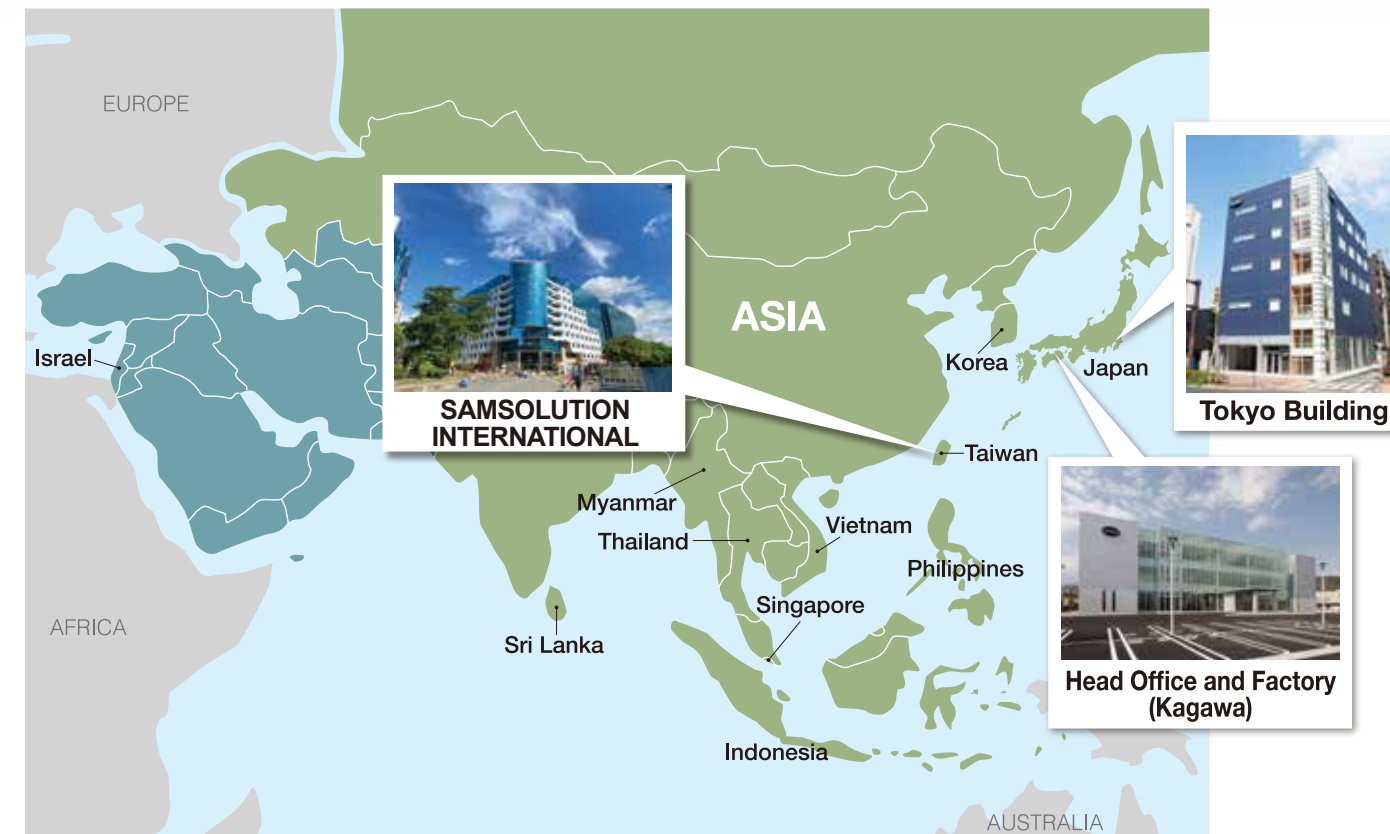 EUROPE
ASIA
Israel
Korea
Japan
Tokyo Building
SAMSOLUTION
INTERNATIONAL
Taiwan
Myanmar
Vietnam
Thailand
Philippines
Singapore
AFRICA
Sri Lanka
Head Office and Factory
(Kagawa)
Indonesia
AUSTRALIA